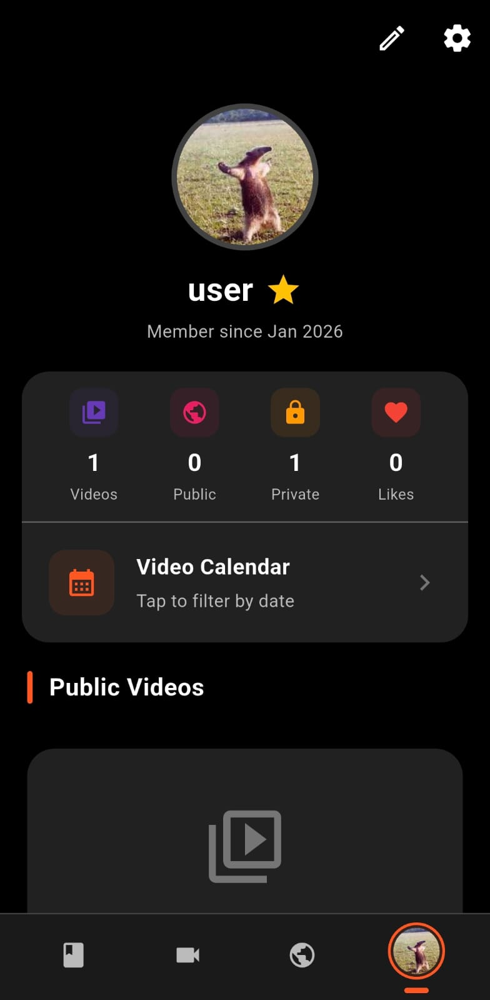 user
Member since Jan 2026
1 0 1 0
Videos Public Private Likes
Video Calendar
Tap to filter by date
Public Videos